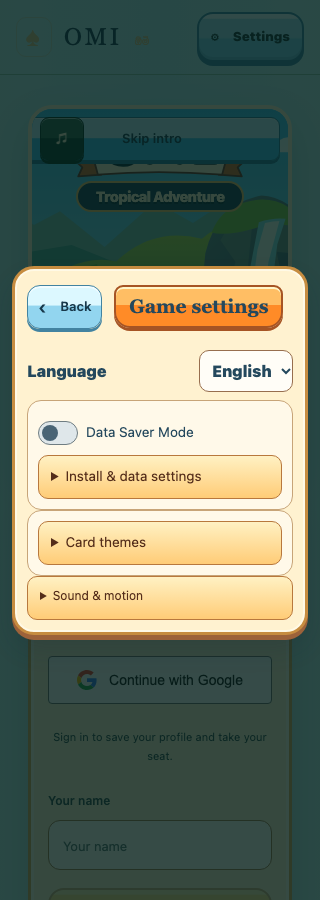 OMI
Settings
Skip intro
Tropical Adventure
Back
Game settings
Language
English
Data Saver Mode
Install & data settings
Card themes
Sound & motion
Continue with Google
Sign in to save your profile and take your
seat.
Your name
Your name